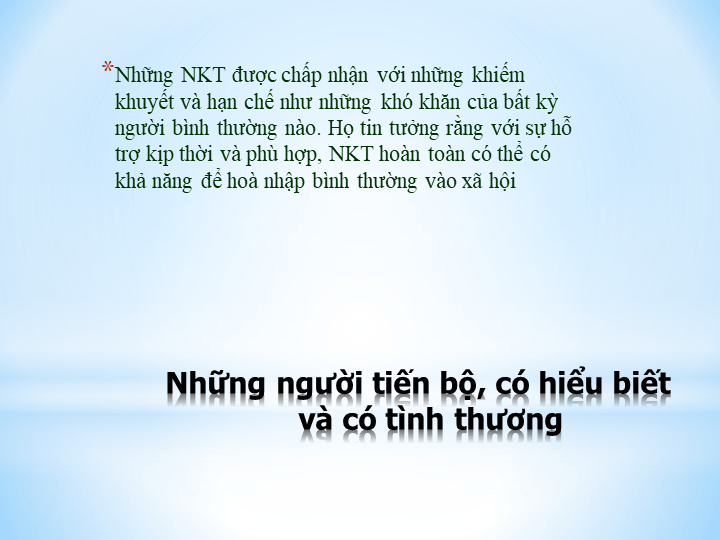 * Những NKT được chấp nhận với những khiếm
khuyết và hạn chế như những khó khăn của bất kỳ
người bình thường nào. Họ tin tưởng rằng với sự hỗ
trợ kịp thời và phù hợp, NKT hoàn toàn có thể có
khả năng để hoà nhập bình thường vào xã hội
Những người tiến bộ, có hiểu biết
và có tình thương